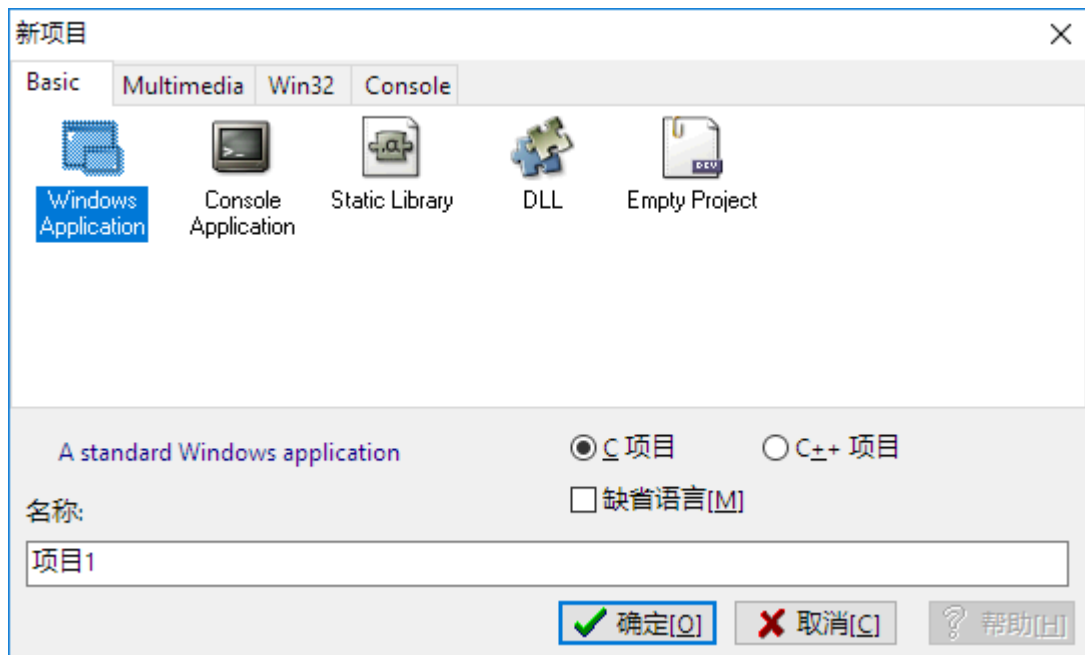 新项目
Basic Multimedia Win32 Console
Windows Application
Console Application
Static Library
DLL
Empty Project
DEV
A standard Windows application
C 项目
C++ 项目
缺省语言[M]
名称:
项目1
确定[O]
取消[C]
帮助[H]